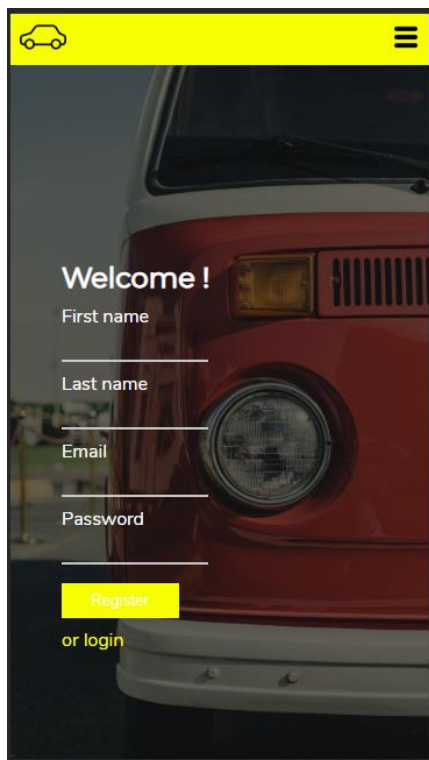 Welcome !
First name
Last name
Email
Password
Register
or login